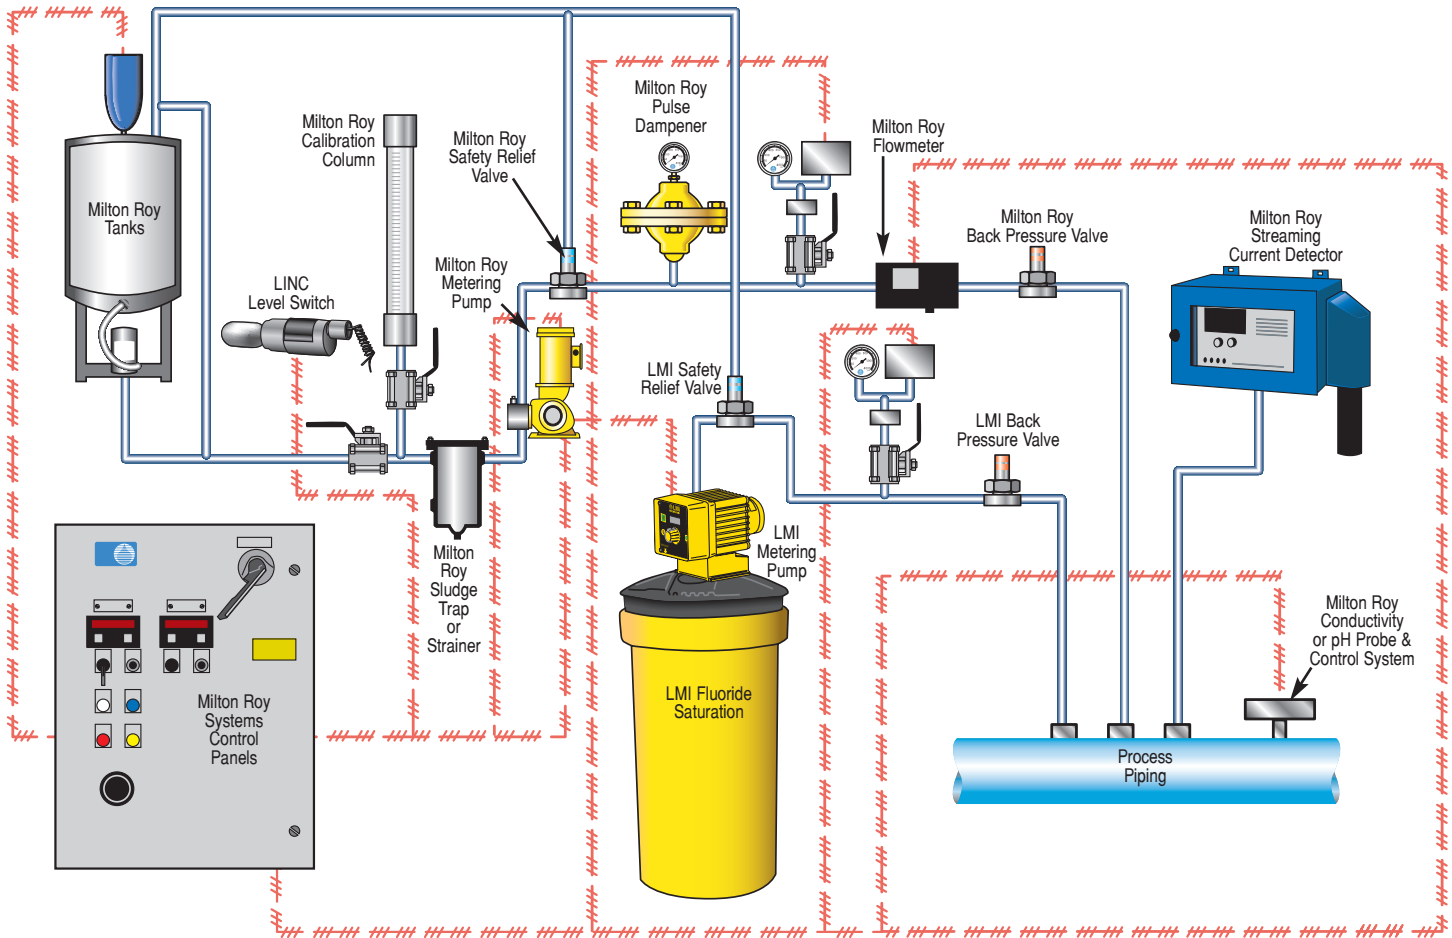 Milton Roy
Pulse
Dampener
Milton Roy
Calibration
Column
Milton Roy
Safety Relief
Valve
Milton Roy
Flowmeter
Milton Roy
Tanks
Milton Roy
Back Pressure Valve
Milton Roy
Streaming
Current Detector
Milton Roy
Metering
Pump
LINC
Level Switch
LMI Safety
Relief Valve
LMI Back
Pressure Valve
LMI
Metering
Pump
Milton
Roy
Sludge
Trap
or
Strainer
Milton Roy
Conductivity
or pH Probe &
Control System
LMI Fluoride
Saturation
Milton Roy
Systems
Control
Panels
Process
Piping